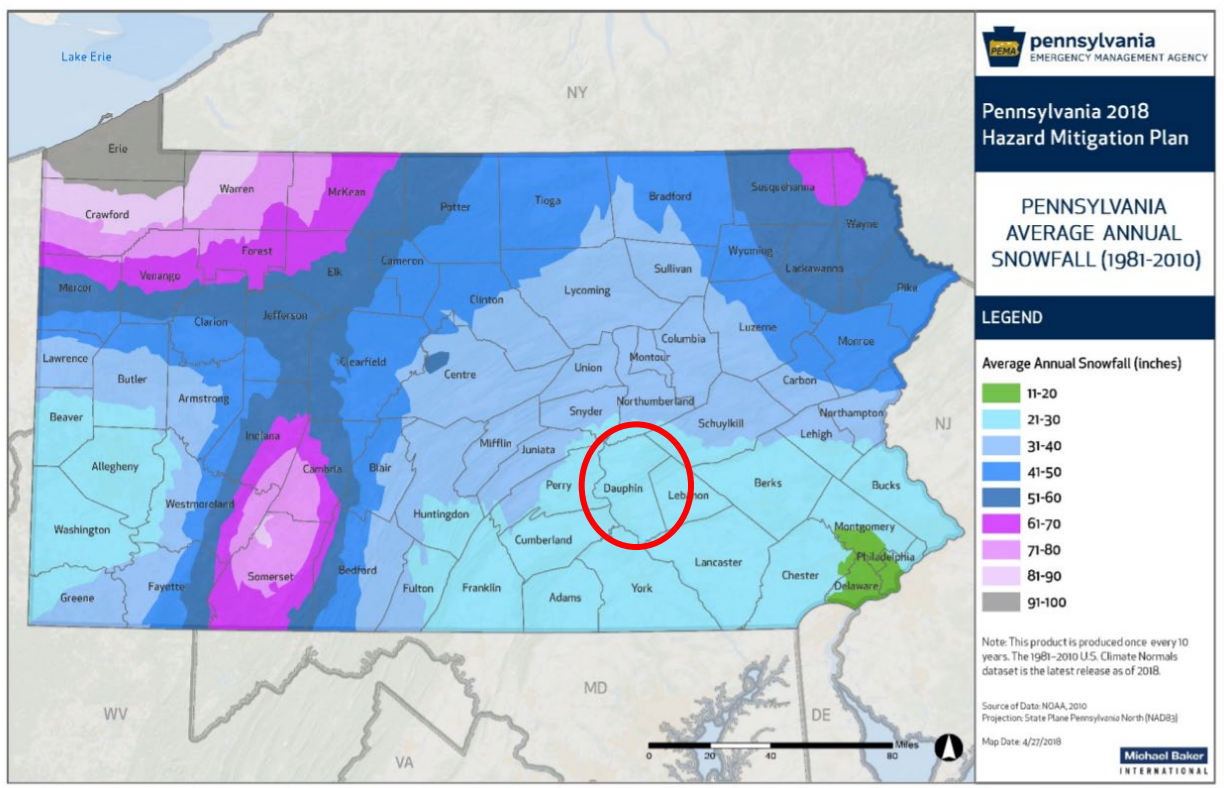 Lake Erie
NY
Erie
Warren
McKean
Crawford
Potter
Tioga
Bradford
Susquehanna
Wayne
Forest
Venango
Mercer
Elk
Cameron
Sullivan
Wyoming
Lackawanna
Pike
Clarion
Jefferson
Clinton
Lycoming
Luzerne
Monroe
Columbia
Lawrence
Butler
Clearfield
Centre
Union
Montour
Carbon
Armstrong
Snyder
Northumberland
Schuylkill
Northampton
NJ
Beaver
Indiana
Lehigh
Mifflin
Juniata
Allegheny
Cambria
Blair
Perry
Dauphin
Lebanon
Berks
Bucks
Westmoreland
Huntingdon
Washington
Cumberland
Montgomery
Philadelphia
Lancaster
Somerset
Bedford
Chester
Delaware
Greene
Fayette
Fulton
Franklin
Adams
York
WV
MD
DE
VA
Miles
0 20 40 80
PEMA
pennsylvania
EMERGENCY MANAGEMENT AGENCY
Pennsylvania 2018
Hazard Mitigation Plan
PENNSYLVANIA
AVERAGE ANNUAL
SNOWFALL (1981-2010)
LEGEND
Average Annual Snowfall (inches)
11-20
21-30
31-40
41-50
51-60
61-70
71-80
81-90
91-100
Note: This product is produced once every 10
years. The 1981-2010 U.S. Climate Normals
dataset is the latest release as of 2018.
Source of Data: NOAA, 2010
Projection: State Plane Pennsylvania North (NAD83)
Map Date: 4/27/2018
Michael Baker
INTERNATIONAL